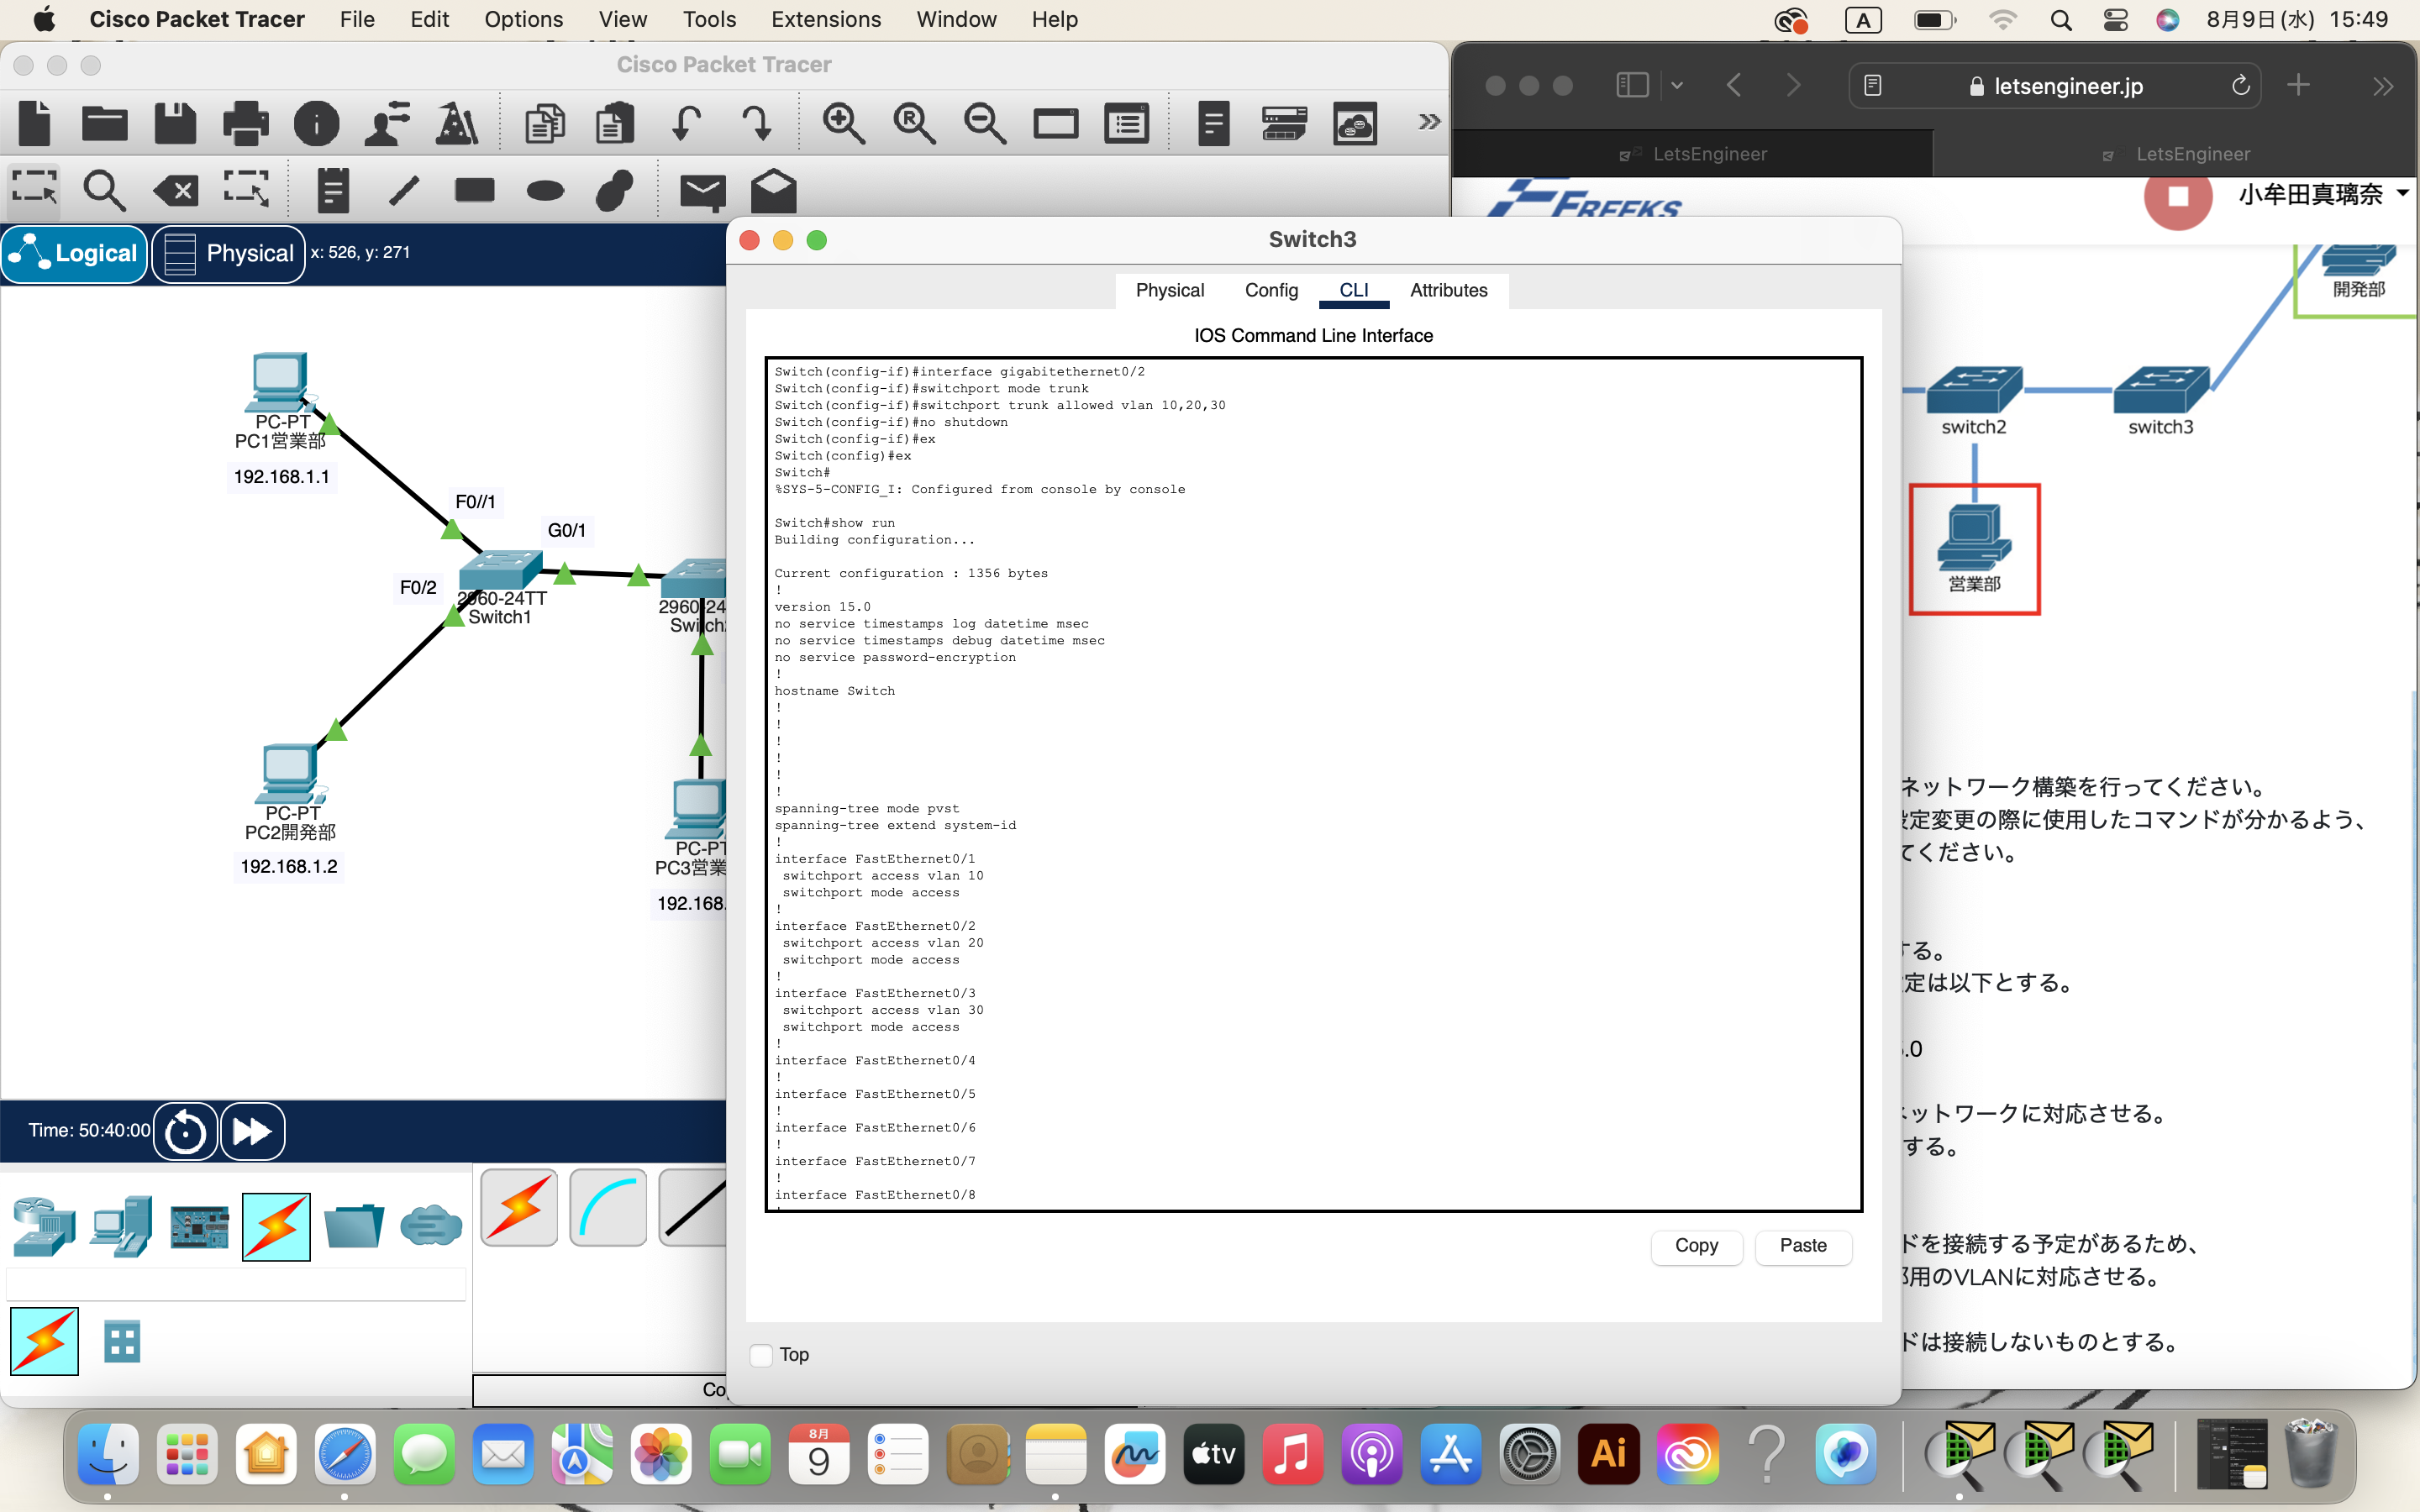 Cisco Packet Tracer File Edit Options View Tools Extensions Window Help
A
8月9日(水) 15:49
Cisco Packet Tracer
letsengineer.jp
LetsEngineer
LetsEngineer
FREEKS
小牟田真璃奈
Logical
Physical
x: 526, y: 271
Switch3
Physical Config CLI Attributes
IOS Command Line Interface
Switch(config-if)#interface gigabitethernet0/2
Switch(config-if)#switchport mode trunk
Switch(config-if)#switchport trunk allowed vlan 10,20,30
Switch(config-if)#no shutdown
Switch(config-if)#ex
Switch(config)#ex
Switch#
%SYS-5-CONFIG_I: Configured from console by console
Switch#show run
Building configuration...
Current configuration : 1356 bytes
!
version 15.0
no service timestamps log datetime msec
no service timestamps debug datetime msec
no service password-encryption
!
hostname Switch
!
!
!
!
!
!
spanning-tree mode pvst
spanning-tree extend system-id
!
interface FastEthernet0/1
switchport access vlan 10
switchport mode access
!
interface FastEthernet0/2
switchport access vlan 20
switchport mode access
!
interface FastEthernet0/3
switchport access vlan 30
switchport mode access
!
interface FastEthernet0/4
!
interface FastEthernet0/5
!
interface FastEthernet0/6
!
interface FastEthernet0/7
!
interface FastEthernet0/8
Copy
Paste
Top
PC-PT
PC1営業部
192.168.1.1
F0//1
G0/1
F0/2
2960-24TT
Switch1
2960-24
Switch
PC-PT
PC2開発部
192.168.1.2
PC-PT
PC3営業
192.168.
Time: 50:40:00
Co
開発部
switch2
switch3
営業部
ネットワーク構築を行ってください。
設定変更の際に使用したコマンドが分かるよう、
てください。
する。
定は以下とする。
.0
ネットワークに対応させる。
する。
ドを接続する予定があるため、
部用のVLANに対応させる。
ドは接続しないものとする。
8月
9
tv
Ai